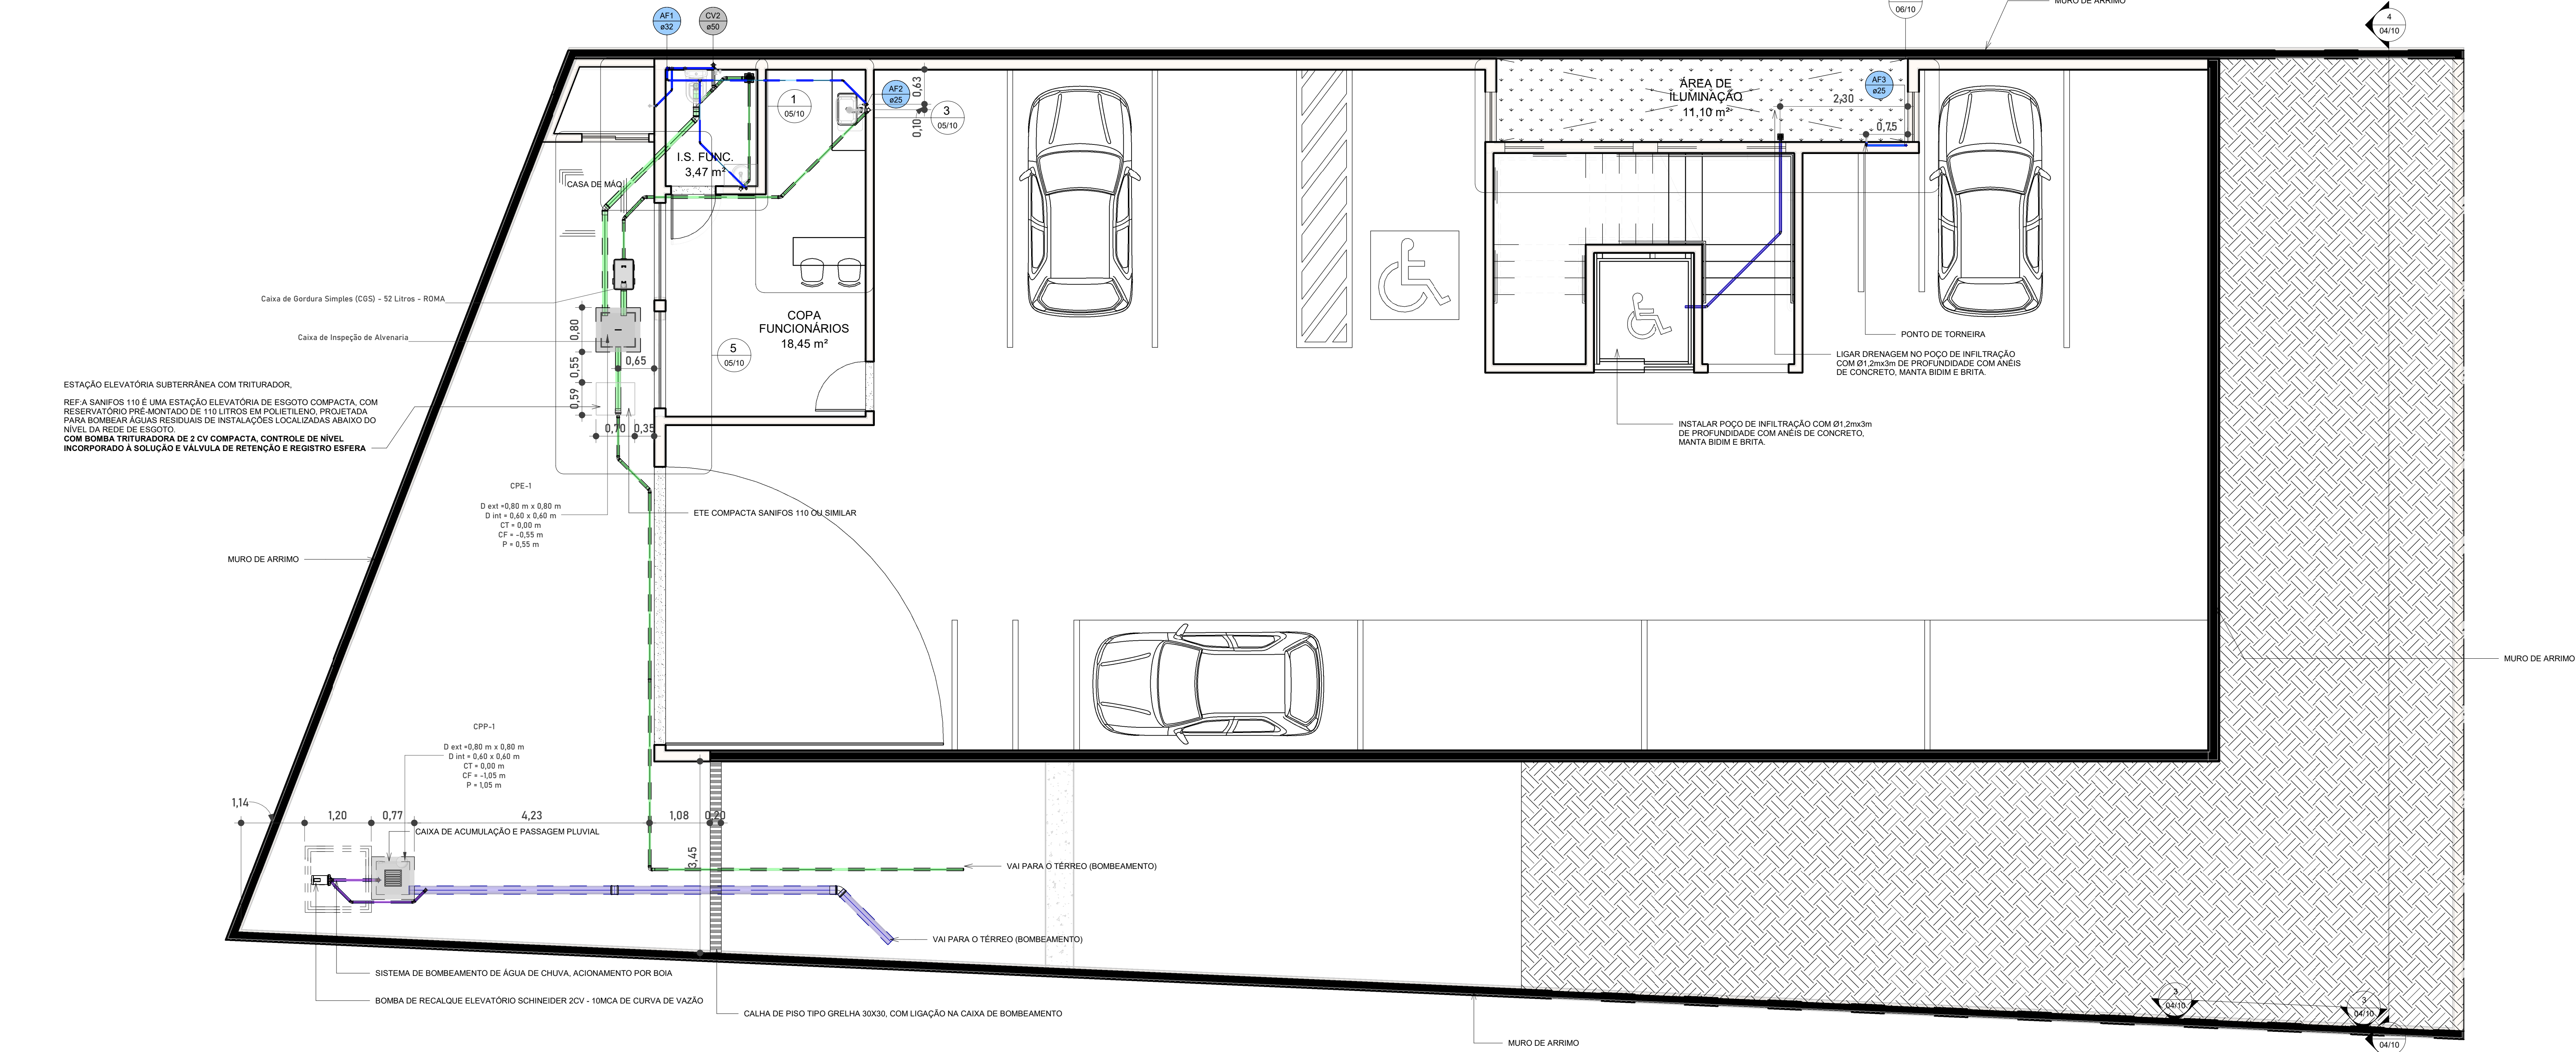 AF1
ø32
CV2
ø50
06/10
MURO DE ARRIMO
4
04/10
AF2
ø25
0,63
0,10
1
05/10
3
05/10
I.S. FUNC.
3,47 m²
CASA DE MÁQ
ÁREA DE
ILUMINAÇÃO
11,10 m²
AF3
ø25
2,30
0,75
Caixa de Gordura Simples (CGS) - 52 Litros - ROMA
Caixa de Inspeção de Alvenaria
0,80
0,55
0,59
0,65
0,70
0,35
COPA
FUNCIONÁRIOS
18,45 m²
5
05/10
PONTO DE TORNEIRA
LIGAR DRENAGEM NO POÇO DE INFILTRAÇÃO
COM Ø1,2mx3m DE PROFUNDIDADE COM ANÉIS
DE CONCRETO, MANTA BIDIM E BRITA.
INSTALAR POÇO DE INFILTRAÇÃO COM Ø1,2mx3m
DE PROFUNDIDADE COM ANÉIS DE CONCRETO,
MANTA BIDIM E BRITA.
ESTAÇÃO ELEVATÓRIA SUBTERRÂNEA COM TRITURADOR,
REF:A SANIFOS 110 É UMA ESTAÇÃO ELEVATÓRIA DE ESGOTO COMPACTA, COM
RESERVATÓRIO PRÉ-MONTADO DE 110 LITROS EM POLIETILENO, PROJETADA
PARA BOMBEAR ÁGUAS RESIDUAIS DE INSTALAÇÕES LOCALIZADAS ABAIXO DO
NÍVEL DA REDE DE ESGOTO.
COM BOMBA TRITURADORA DE 2 CV COMPACTA, CONTROLE DE NÍVEL
INCORPORADO À SOLUÇÃO E VÁLVULA DE RETENÇÃO E REGISTRO ESFERA
CPE-1
D ext =0,80 m x 0,80 m
D int = 0,60 x 0,60 m
CT = 0,00 m
CF = -0,55 m
P = 0,55 m
ETE COMPACTA SANIFOS 110 OU SIMILAR
MURO DE ARRIMO
MURO DE ARRIMO
CPP-1
D ext =0,80 m x 0,80 m
D int = 0,60 x 0,60 m
CT = 0,00 m
CF = -1,05 m
P = 1,05 m
1,14
1,20
0,77
4,23
1,08
0,20
3,45
CAIXA DE ACUMULAÇÃO E PASSAGEM PLUVIAL
VAI PARA O TÉRREO (BOMBEAMENTO)
VAI PARA O TÉRREO (BOMBEAMENTO)
SISTEMA DE BOMBEAMENTO DE ÁGUA DE CHUVA, ACIONAMENTO POR BOIA
BOMBA DE RECALQUE ELEVATÓRIO SCHINEIDER 2CV - 10MCA DE CURVA DE VAZÃO
CALHA DE PISO TIPO GRELHA 30X30, COM LIGAÇÃO NA CAIXA DE BOMBEAMENTO
MURO DE ARRIMO
3
04/10
3
04/10
04/10